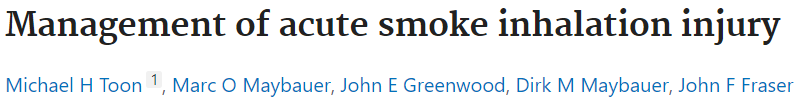 Management of acute smoke inhalation injury
Michael H Toon 1, Marc O Maybauer, John E Greenwood, Dirk M Maybauer, John F Fraser